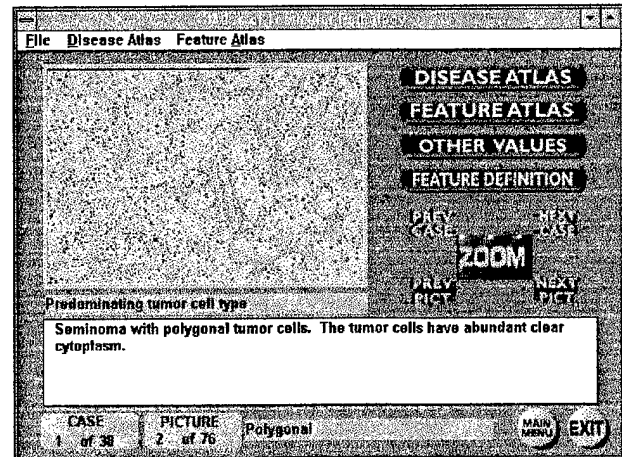 File Disease Atlas Feature Atlas
DISEASE ATLAS
FEATURE ATLAS
OTHER VALUES
FEATURE DEFINITION
PREV CASE
NEXT CASE
ZOOM
PREV PICT.
NEXT PICT.
Predominating tumor cell type
Seminoma with polygonal tumor cells. The tumor cells have abundant clear
cytoplasm.
CASE
1 of 38
PICTURE
2 of 76
Polygonal
MAIN MENU
EXIT